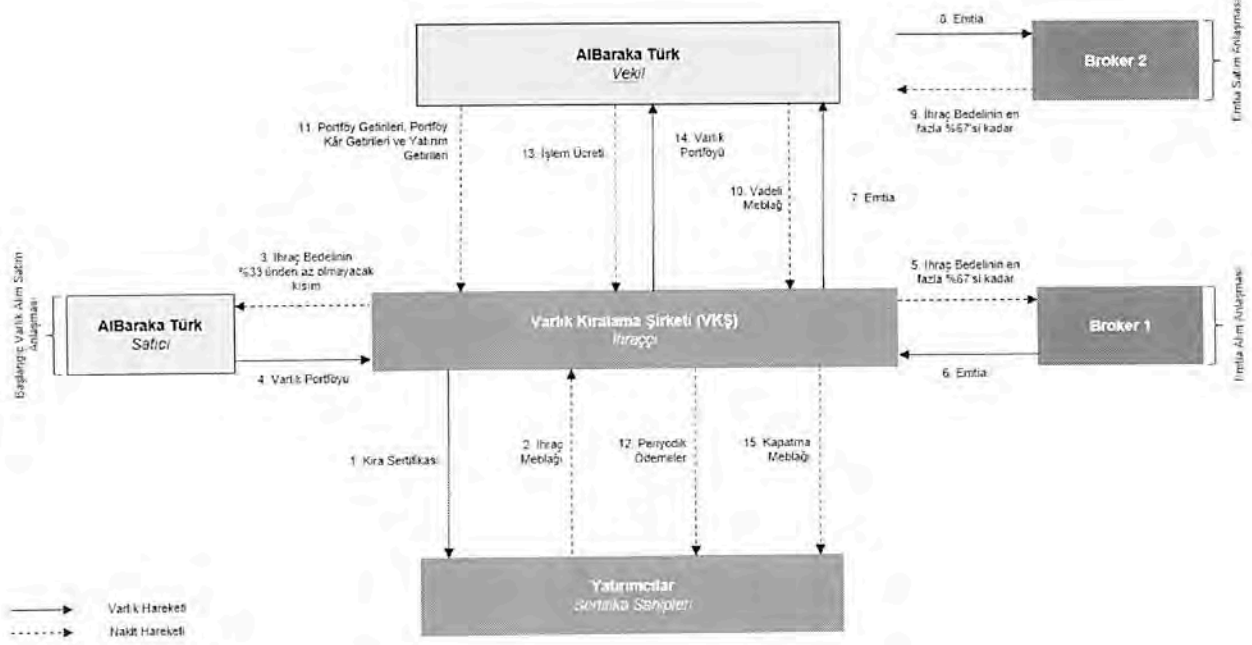 8. Emtia
AlBaraka Türk
Vekil
Broker 2
Emtia Satım Anlaşması
9. İhraç Bedelinin en
fazla %67'si kadar
11. Portföy Getirileri, Portföy
Kâr Getirileri ve Yatırım
Getirileri
13. İşlem Ücreti
14. Varlık
Portföyü
10. Vadeli
Meblağ
7. Emtia
3. İhraç Bedelinin
%33'ünden az olmayacak
kısım
5. İhraç Bedelinin en
fazla %67'si kadar
Başlangıç Varlık Alım Satım
Anlaşması
AlBaraka Türk
Satıcı
Varlık Kiralama Şirketi (VKŞ)
İhraççı
Broker 1
Emtia Alım Anlaşması
4. Varlık Portföyü
6. Emtia
1. Kira Sertifikası
2. İhraç
Meblağı
12. Periyodik
Ödemeler
15. Kapatma
Meblağı
Yatırımcılar
Sertifika Sahipleri
Varlık Hareketi
Nakit Hareketi